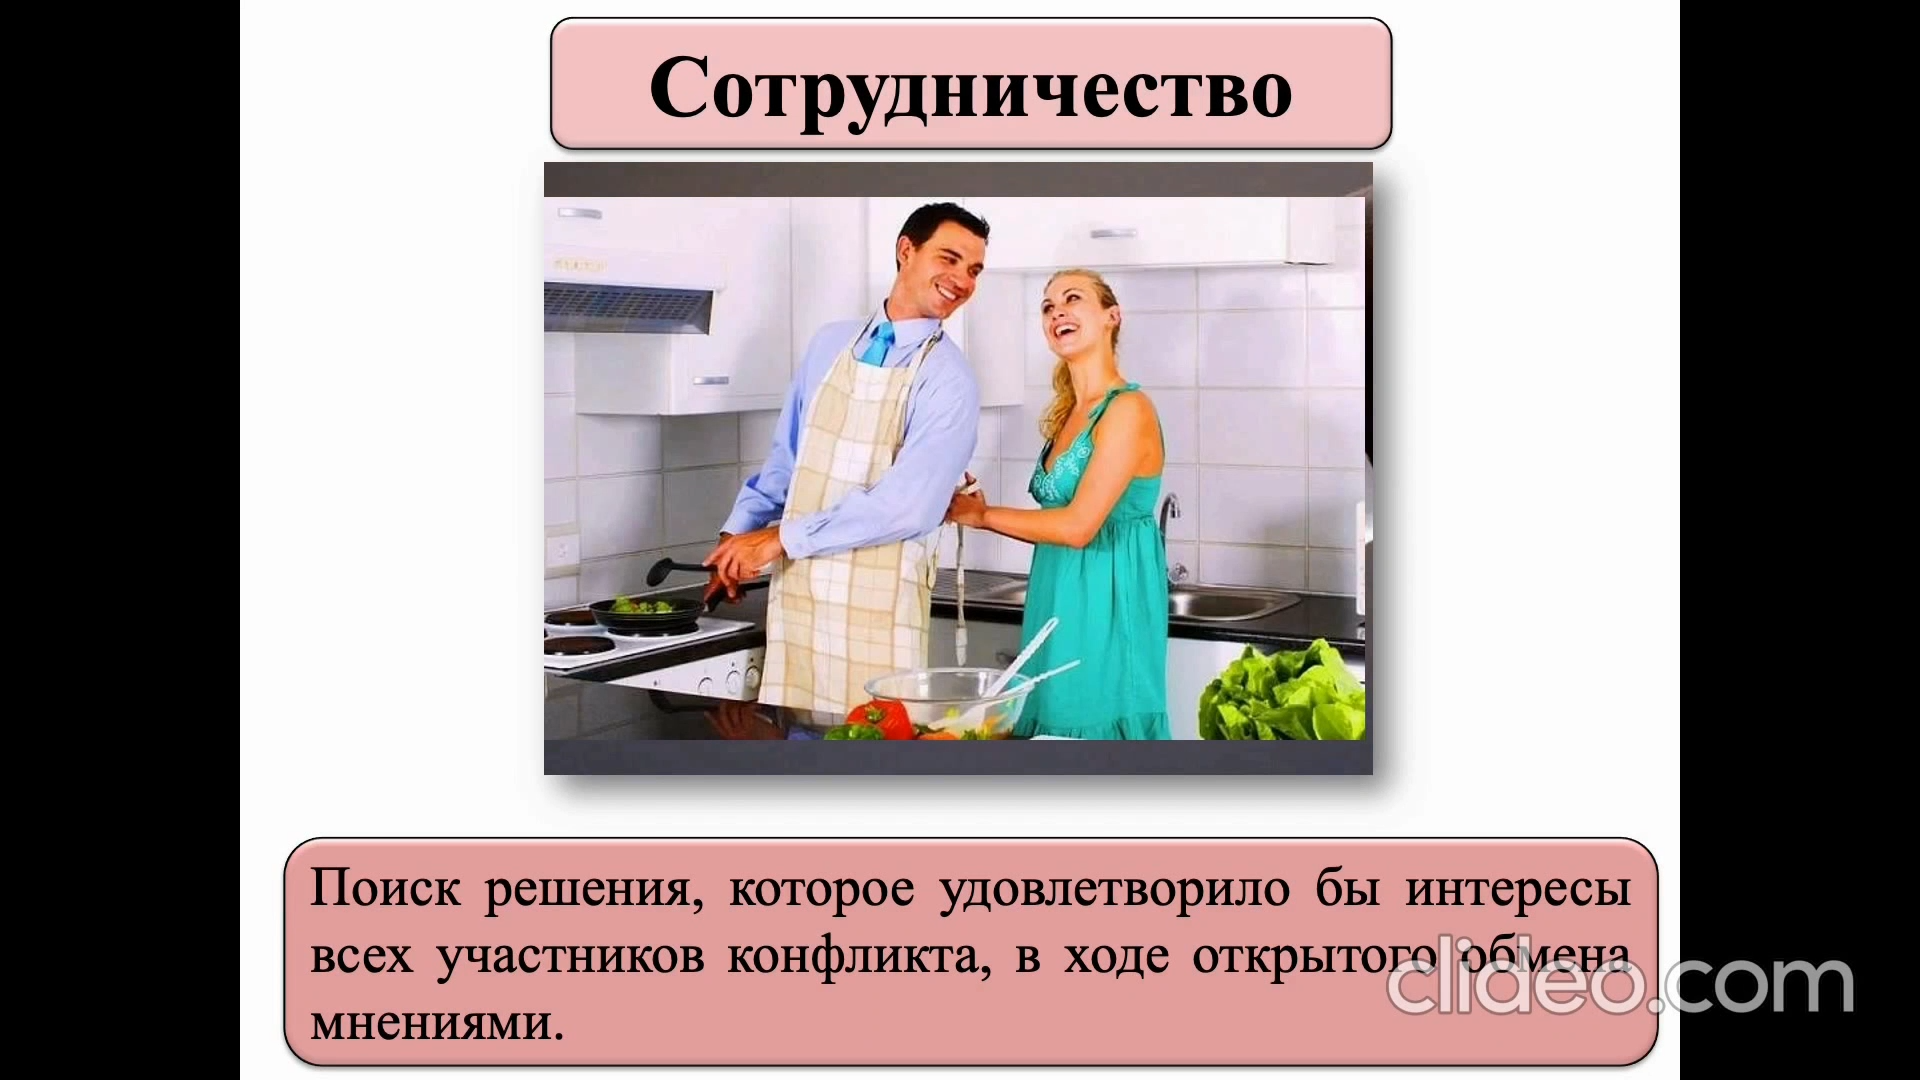 Сотрудничество
Поиск решения, которое удовлетворило бы интересы
всех участников конфликта, в ходе открытого обмена
мнениями.
clideo.com